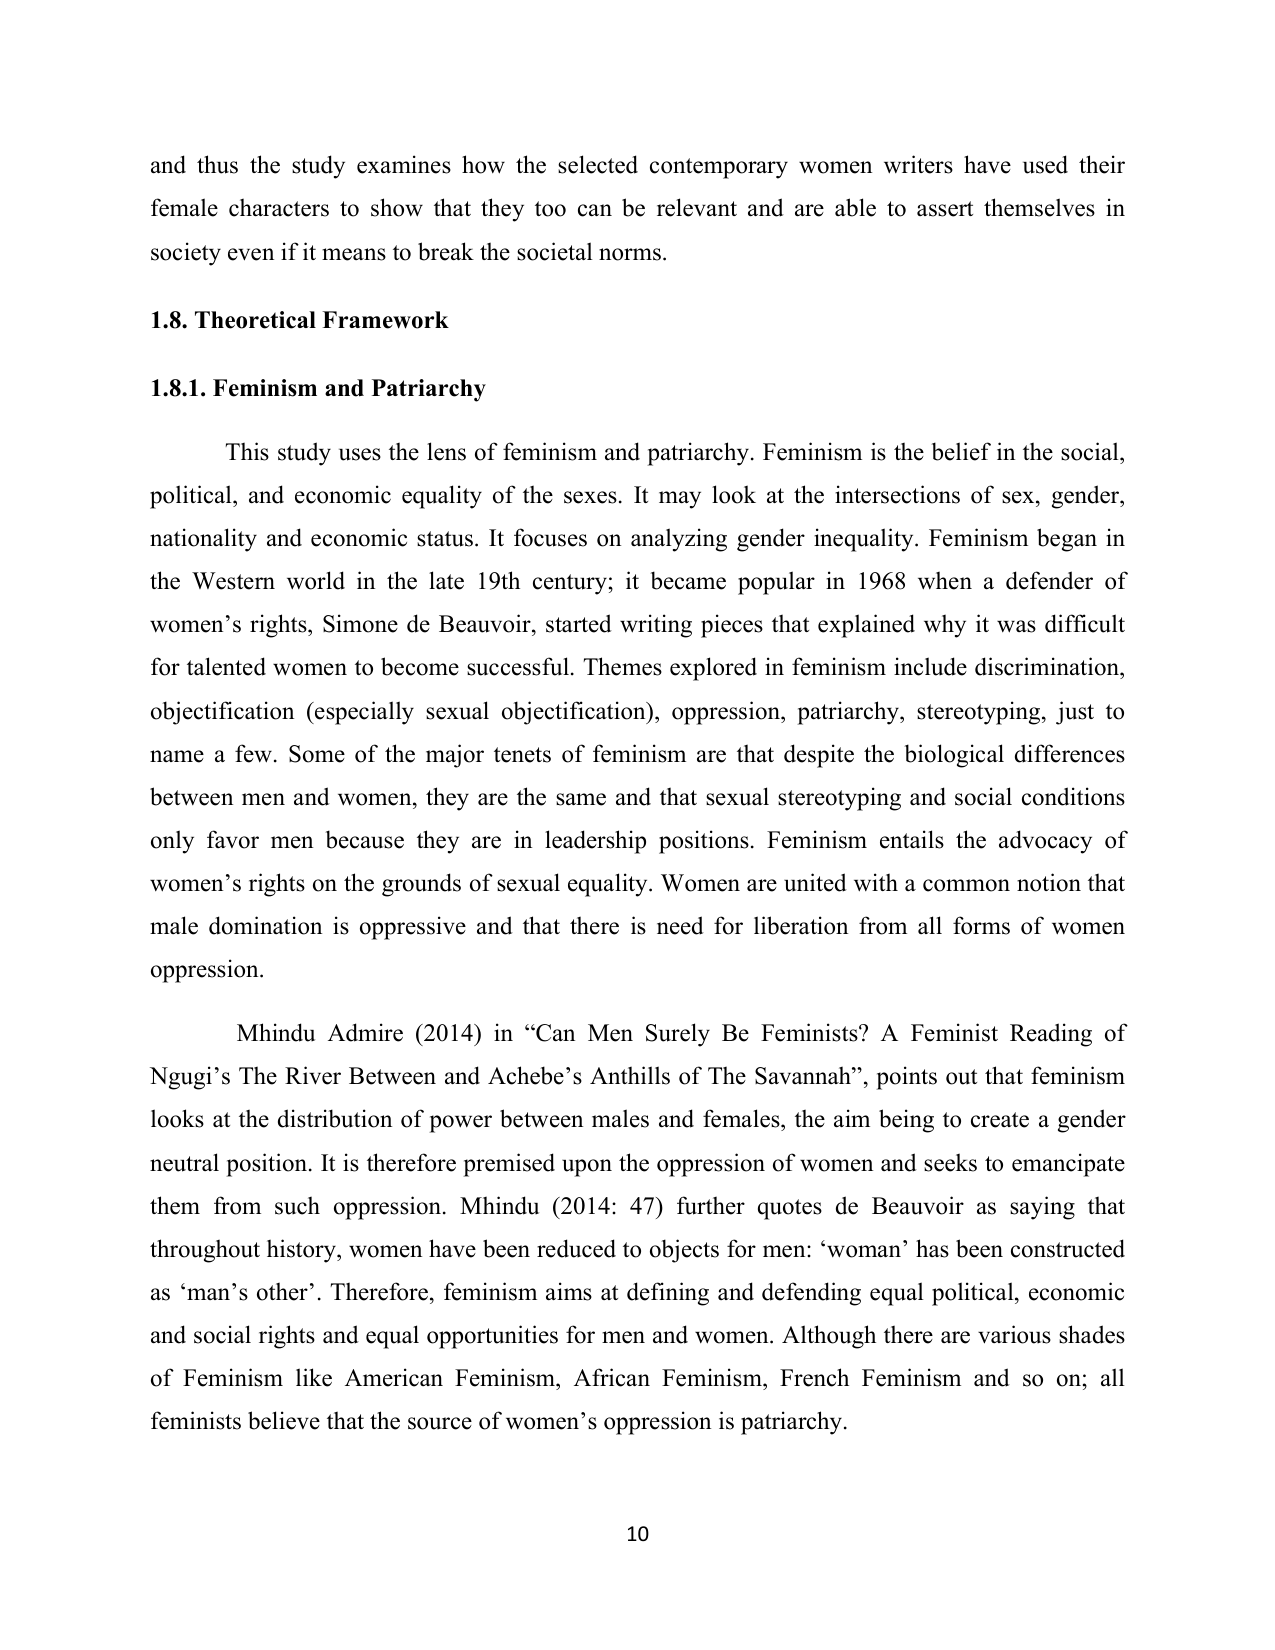 and thus the study examines how the selected contemporary women writers have used their
female characters to show that they too can be relevant and are able to assert themselves in
society even if it means to break the societal norms.
1.8. Theoretical Framework
1.8.1. Feminism and Patriarchy
This study uses the lens of feminism and patriarchy. Feminism is the belief in the social,
political, and economic equality of the sexes. It may look at the intersections of sex, gender,
nationality and economic status. It focuses on analyzing gender inequality. Feminism began in
the Western world in the late 19th century; it became popular in 1968 when a defender of
women’s rights, Simone de Beauvoir, started writing pieces that explained why it was difficult
for talented women to become successful. Themes explored in feminism include discrimination,
objectification (especially sexual objectification), oppression, patriarchy, stereotyping, just to
name a few. Some of the major tenets of feminism are that despite the biological differences
between men and women, they are the same and that sexual stereotyping and social conditions
only favor men because they are in leadership positions. Feminism entails the advocacy of
women’s rights on the grounds of sexual equality. Women are united with a common notion that
male domination is oppressive and that there is need for liberation from all forms of women
oppression.
Mhindu Admire (2014) in “Can Men Surely Be Feminists? A Feminist Reading of
Ngugi’s The River Between and Achebe’s Anthills of The Savannah”, points out that feminism
looks at the distribution of power between males and females, the aim being to create a gender
neutral position. It is therefore premised upon the oppression of women and seeks to emancipate
them from such oppression. Mhindu (2014: 47) further quotes de Beauvoir as saying that
throughout history, women have been reduced to objects for men: ‘woman’ has been constructed
as ‘man’s other’. Therefore, feminism aims at defining and defending equal political, economic
and social rights and equal opportunities for men and women. Although there are various shades
of Feminism like American Feminism, African Feminism, French Feminism and so on; all
feminists believe that the source of women’s oppression is patriarchy.
10